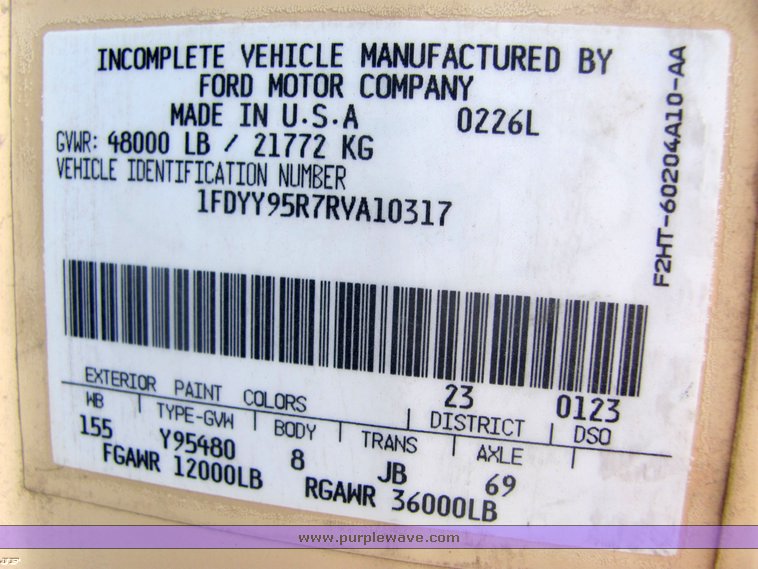 INCOMPLETE VEHICLE MANUFACTURED BY
FORD MOTOR COMPANY
MADE IN U.S.A 0226L
GVWR: 48000 LB / 21772 KG
VEHICLE IDENTIFICATION NUMBER
1FDYY95R7RVA10317
F2HT-60204A10-AA
EXTERIOR PAINT COLORS 23 0123
WB TYPE-GVW BODY TRANS AXLE DISTRICT DSO
155 Y95480 8 JB 69
FGAWR 12000LB RGAWR 36000LB
www.purplewave.com